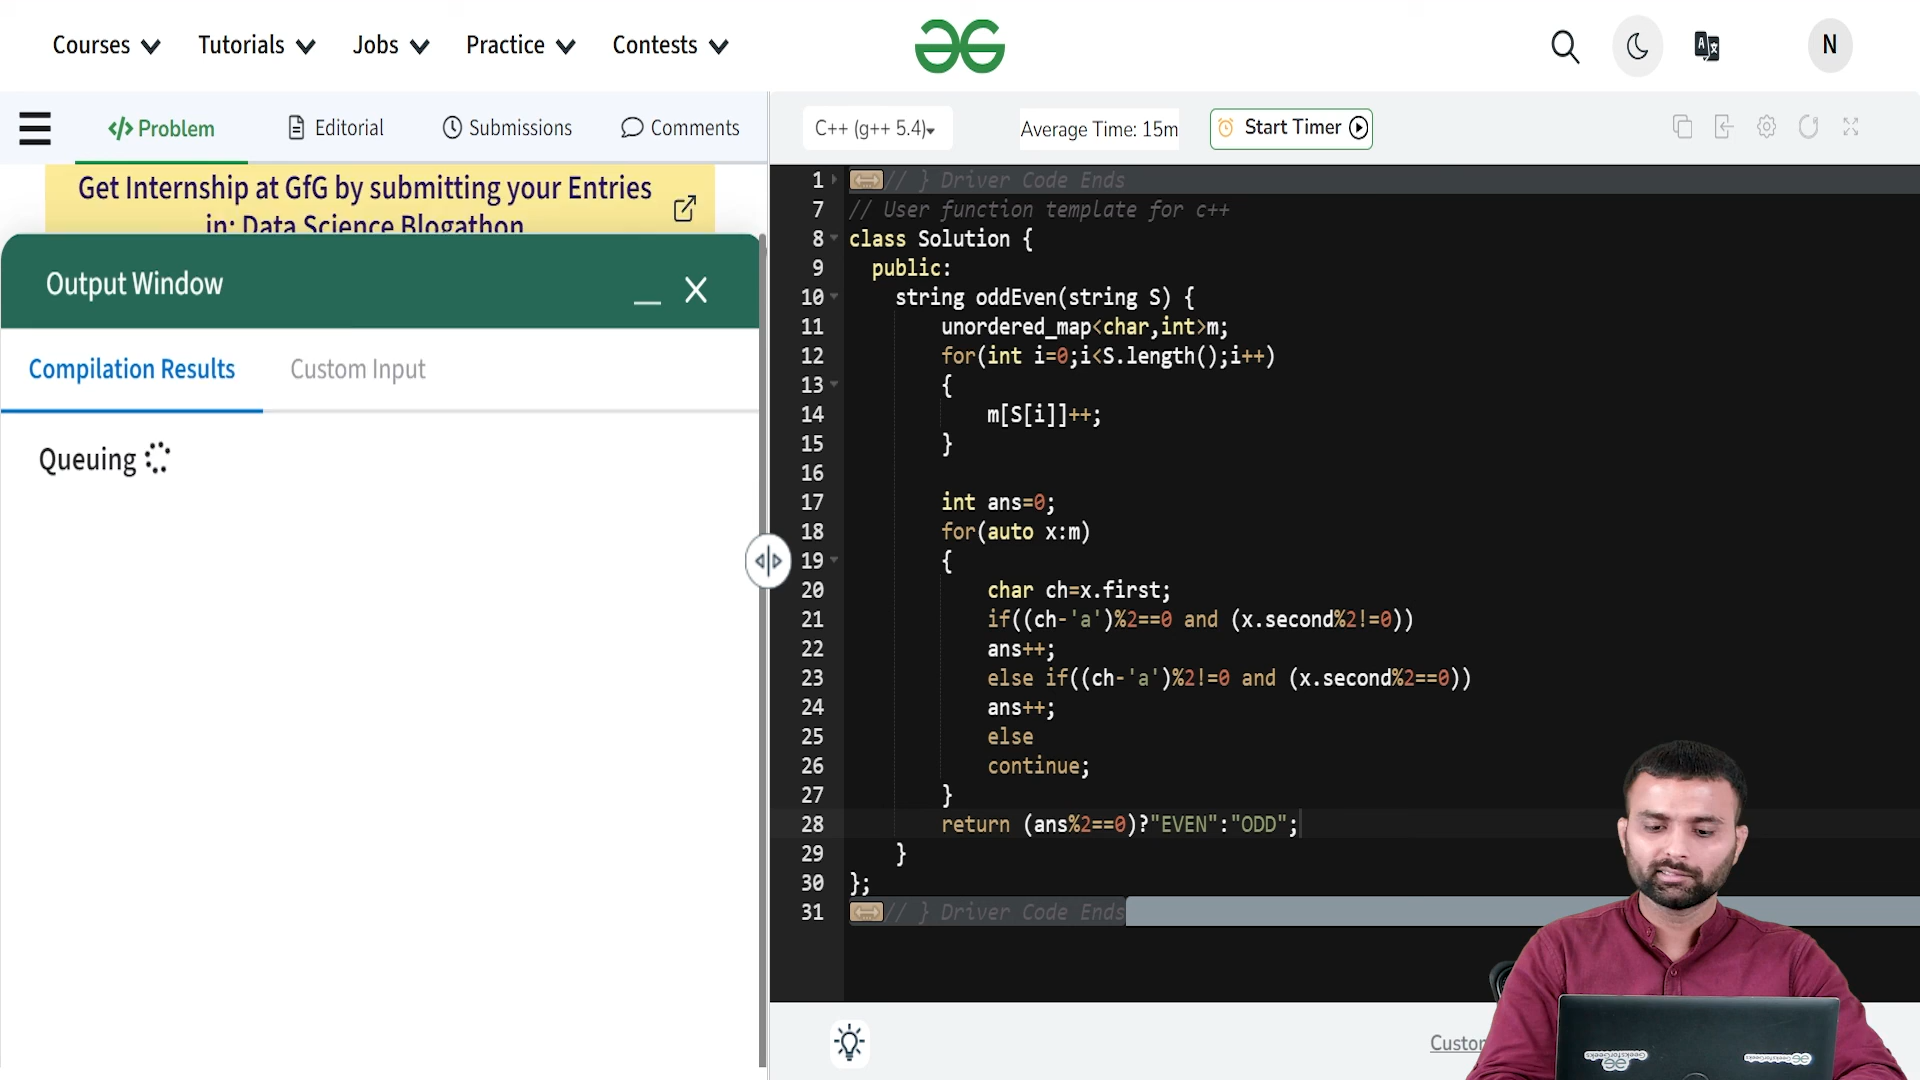 Courses Tutorials Jobs Practice Contests
N
Problem Editorial Submissions Comments
C++ (g++ 5.4) Average Time: 15m Start Timer
Get Internship at GfG by submitting your Entries
in: Data Science Blogathon
Output Window
Compilation Results Custom Input
Queuing
1 // } Driver Code Ends
7 // User function template for c++
8 class Solution {
9 public:
10 string oddEven(string S) {
11 unordered_map<char,int>m;
12 for(int i=0;i<S.length();i++)
13 {
14 m[S[i]]++;
15 }
16
17 int ans=0;
18 for(auto x:m)
19 {
20 char ch=x.first;
21 if((ch-'a')%2==0 and (x.second%2!=0))
22 ans++;
23 else if((ch-'a')%2!=0 and (x.second%2==0))
24 ans++;
25 else
26 continue;
27 }
28 return (ans%2==0)?"EVEN":"ODD";
29 }
30 };
31 // } Driver Code Ends